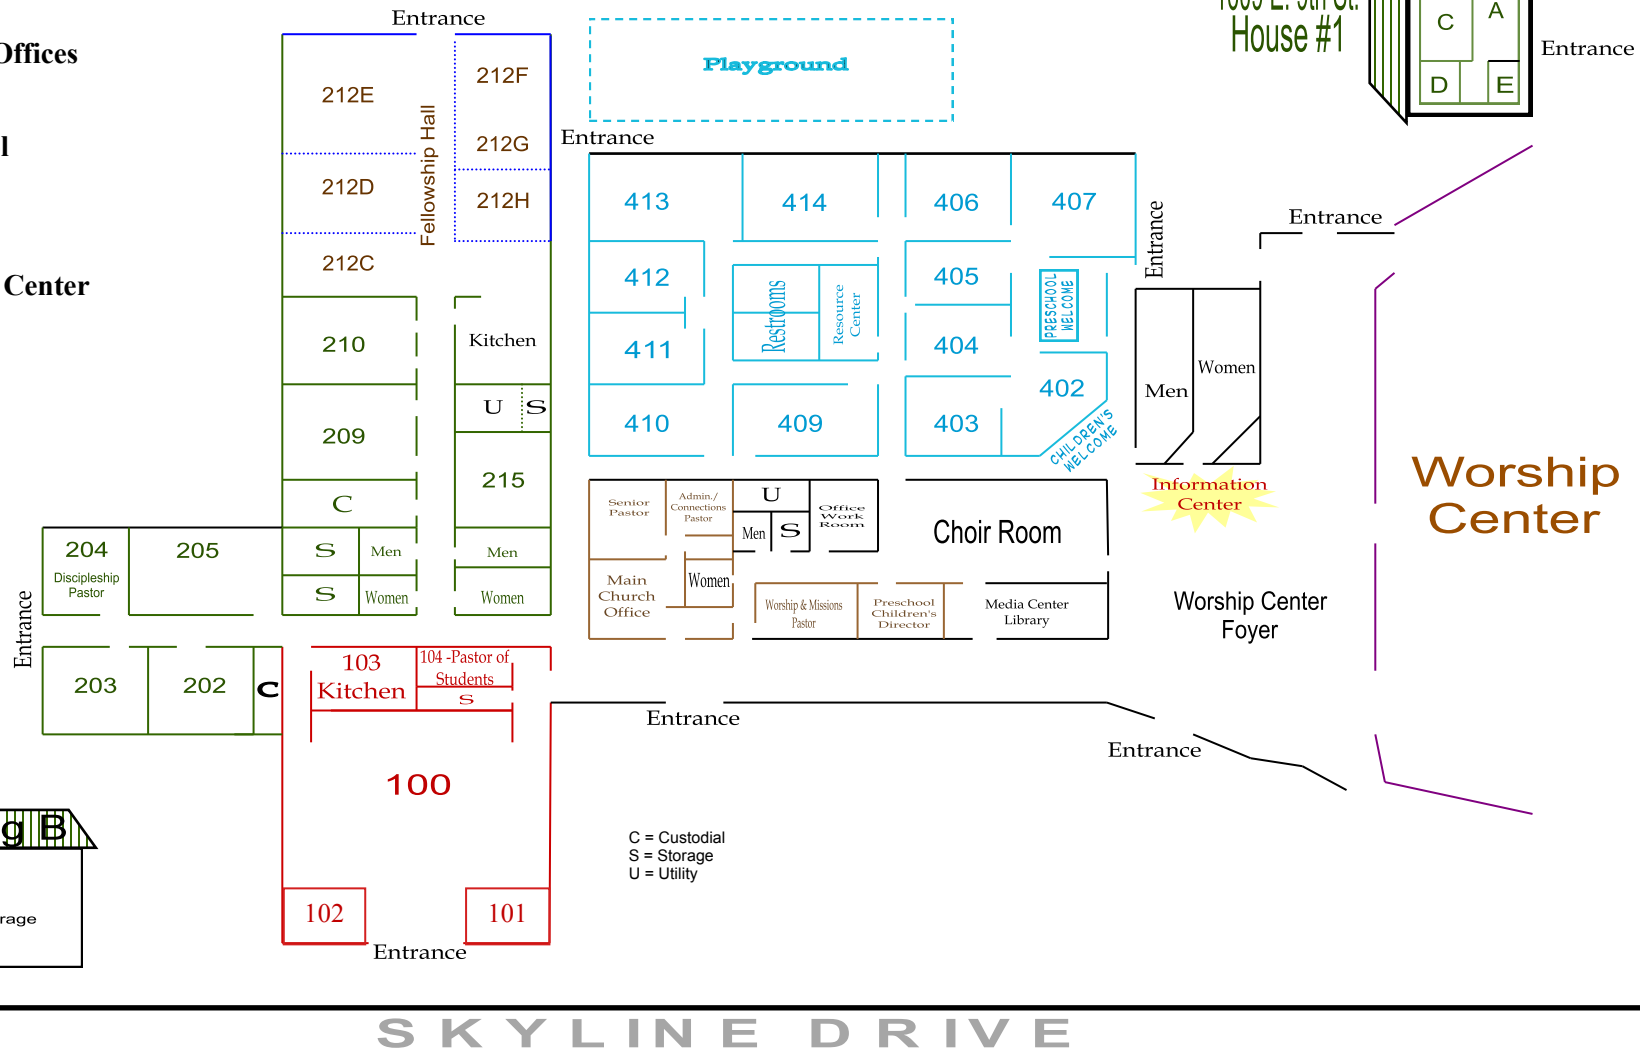 Entrance
Offices
Center
212E
212F
212G
212D
212H
212C
Fellowship Hall
210
Kitchen
U
S
209
215
C
204
Discipleship
Pastor
205
S
Men
Men
S
Women
Women
Entrance
203
202
C
103
Kitchen
104 -Pastor of
Students
S
100
102
101
Entrance
g B
rage
Playground
Entrance
413
414
406
407
412
405
Restrooms
Resource
Center
PRESCHOOL
WELCOME
411
404
402
410
409
403
CHILDREN'S
WELCOME
Entrance
Entrance
Men
Women
Information
Center
Senior
Pastor
Admin./
Connections
Pastor
U
Men
S
Office
Work
Room
Choir Room
Main
Church
Office
Women
Worship & Missions
Pastor
Preschool
Children's
Director
Media Center
Library
Worship Center
Foyer
Worship
Center
Entrance
Entrance
House #1
C
A
D
E
Entrance
C = Custodial
S = Storage
U = Utility
SKYLINE DRIVE